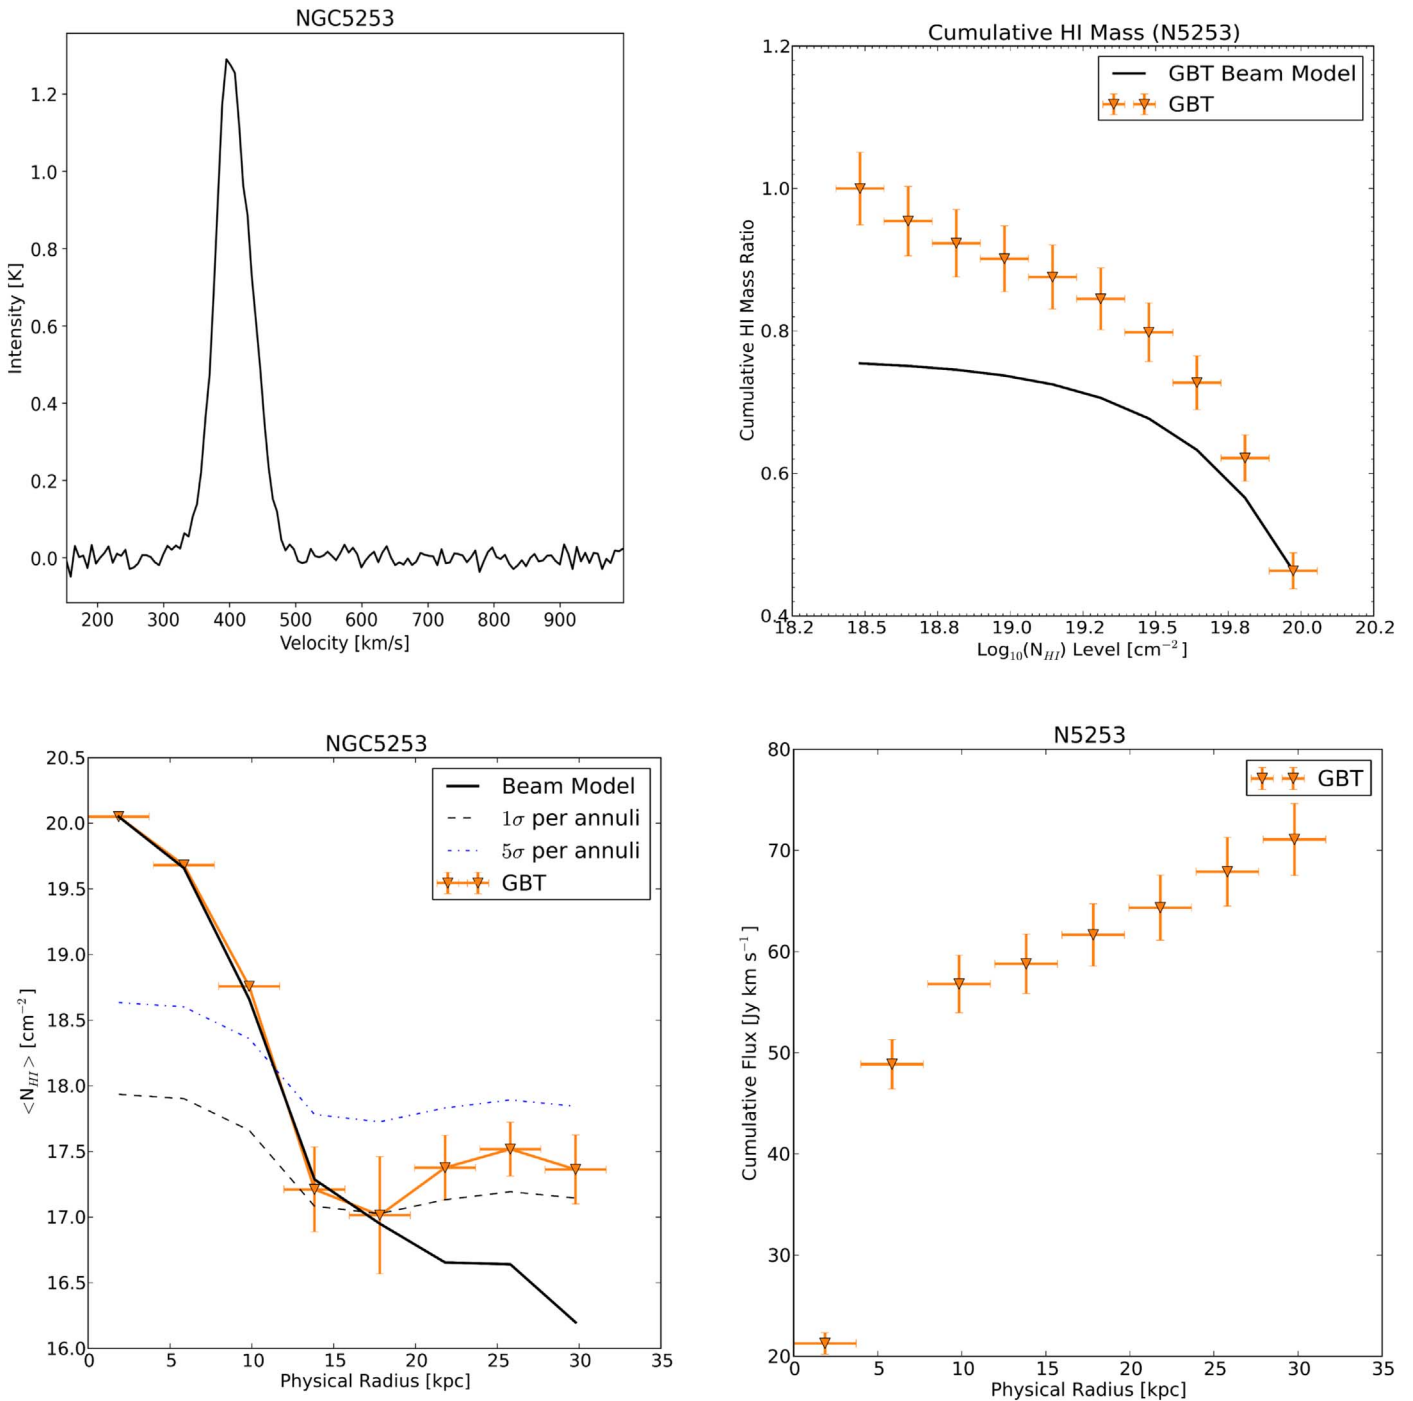 NGC5253
1.2
1.0
0.8
0.6
0.4
0.2
0.0
Intensity [K]
200 300 400 500 600 700 800 900
Velocity [km/s]
Cumulative HI Mass (N5253)
GBT Beam Model
GBT
1.2
1.0
0.8
0.6
0.4
Cumulative HI Mass Ratio
18.2 18.5 18.8 19.0 19.2 19.5 19.8 20.0 20.2
Log₁₀(N_HI) Level [cm⁻²]
NGC5253
Beam Model
1σ per annuli
5σ per annuli
GBT
20.5
20.0
19.5
19.0
18.5
18.0
17.5
17.0
16.5
16.0
<N_HI> [cm⁻²]
0 5 10 15 20 25 30 35
Physical Radius [kpc]
N5253
GBT
80
70
60
50
40
30
20
Cumulative Flux [Jy km s⁻¹]
0 5 10 15 20 25 30 35
Physical Radius [kpc]